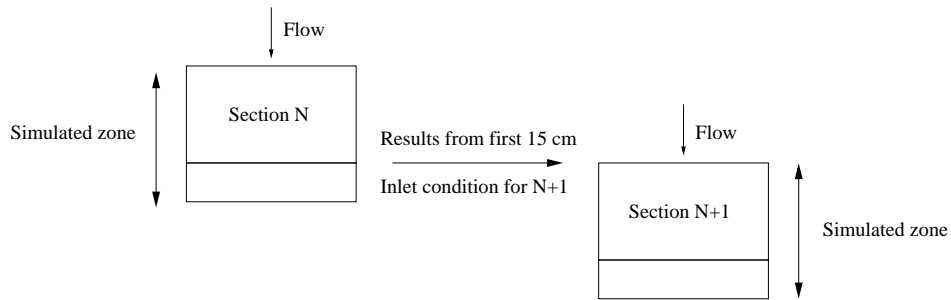 Flow
Section N
Simulated zone
Results from first 15 cm
Inlet condition for N+1
Flow
Section N+1
Simulated zone